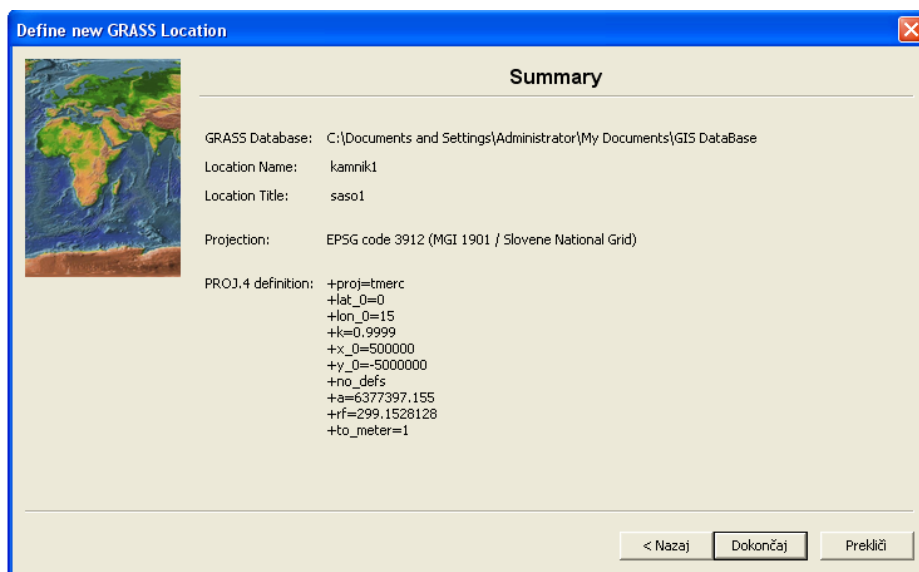 Define new GRASS Location
Summary
GRASS Database: C:\Documents and Settings\Administrator\My Documents\GIS DataBase
Location Name: kamnik1
Location Title: saso1
Projection: EPSG code 3912 (MGI 1901 / Slovene National Grid)
PROJ.4 definition: +proj=tmerc
+lat_0=0
+lon_0=15
+k=0.9999
+x_0=500000
+y_0=-5000000
+no_defs
+a=6377397.155
+rf=299.1528128
+to_meter=1
< Nazaj Dokončaj Prekliči